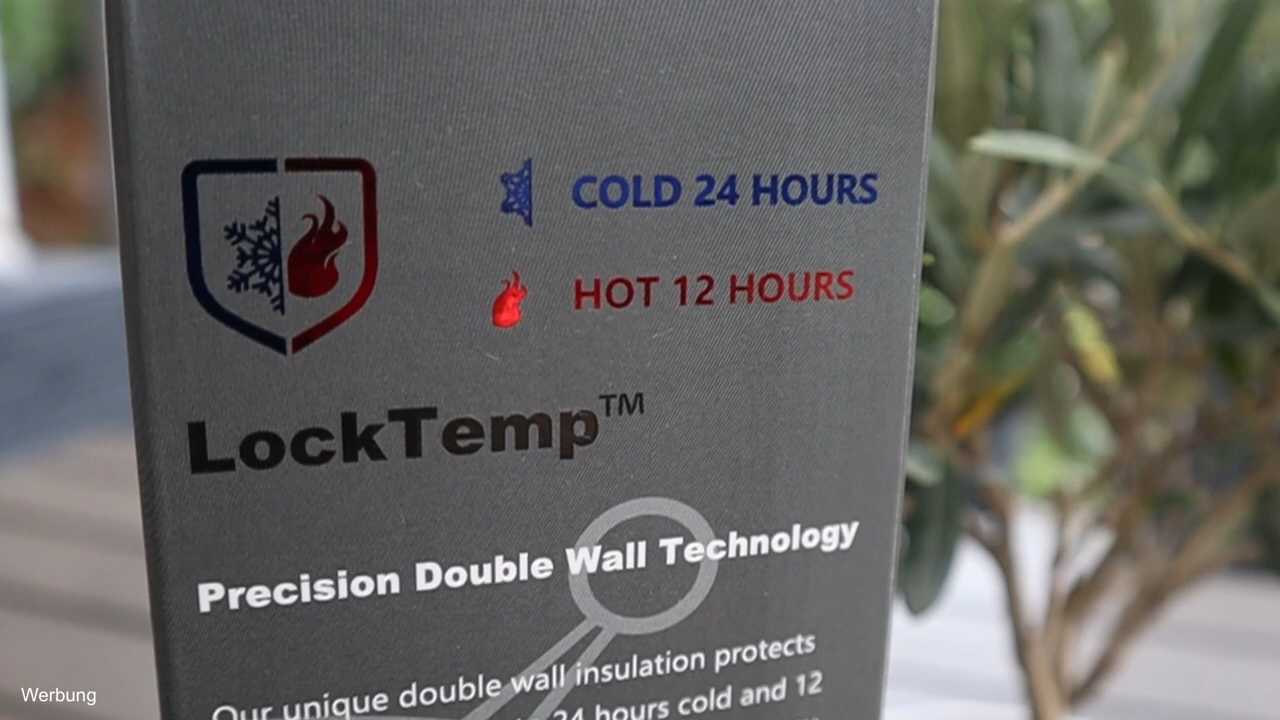 COLD 24 HOURS
HOT 12 HOURS
LockTemp™
Precision Double Wall Technology
Our unique double wall insulation protects
24 hours cold and 12
Werbung